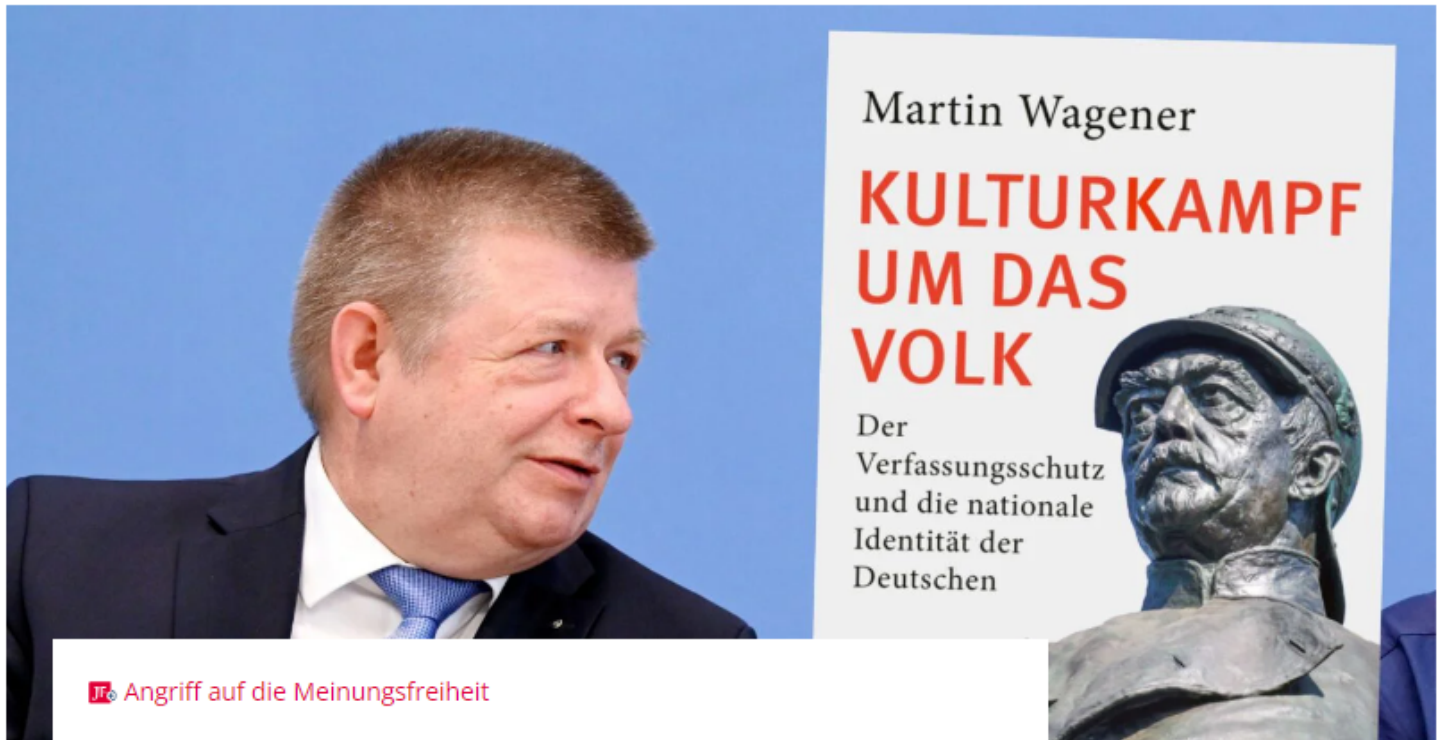 Martin Wagener
KULTURKAMPF
UM DAS
VOLK
Der
Verfassungsschutz
und die nationale
Identität der
Deutschen
JF Angriff auf die Meinungsfreiheit